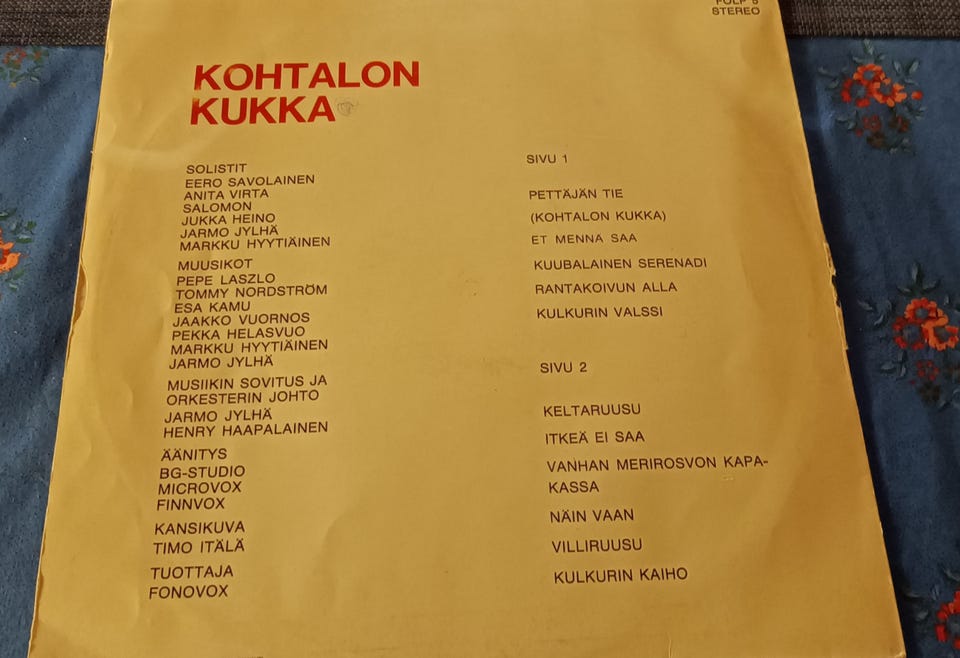 FOLP 5
STEREO
KOHTALON
KUKKA
SOLISTIT
EERO SAVOLAINEN
ANITA VIRTA
SALOMON
JUKKA HEINO
JARMO JYLHÄ
MARKKU HYYTIÄINEN
MUUSIKOT
PEPE LASZLO
TOMMY NORDSTRÖM
ESA KAMU
JAAKKO VUORNOS
PEKKA HELASVUO
MARKKU HYYTIÄINEN
JARMO JYLHÄ
MUSIIKIN SOVITUS JA
ORKESTERIN JOHTO
JARMO JYLHÄ
HENRY HAAPALAINEN
ÄÄNITYS
BG-STUDIO
MICROVOX
FINNVOX
KANSIKUVA
TIMO ITÄLÄ
TUOTTAJA
FONOVOX
SIVU 1
PETTÄJÄN TIE
(KOHTALON KUKKA)
ET MENNÄ SAA
KUUBALAINEN SERENADI
RANTAKOIVUN ALLA
KULKURIN VALSSI
SIVU 2
KELTARUUSU
ITKEÄ EI SAA
VANHAN MERIROSVON KAPA-
KASSA
NÄIN VAAN
VILLIRUUSU
KULKURIN KAIHO